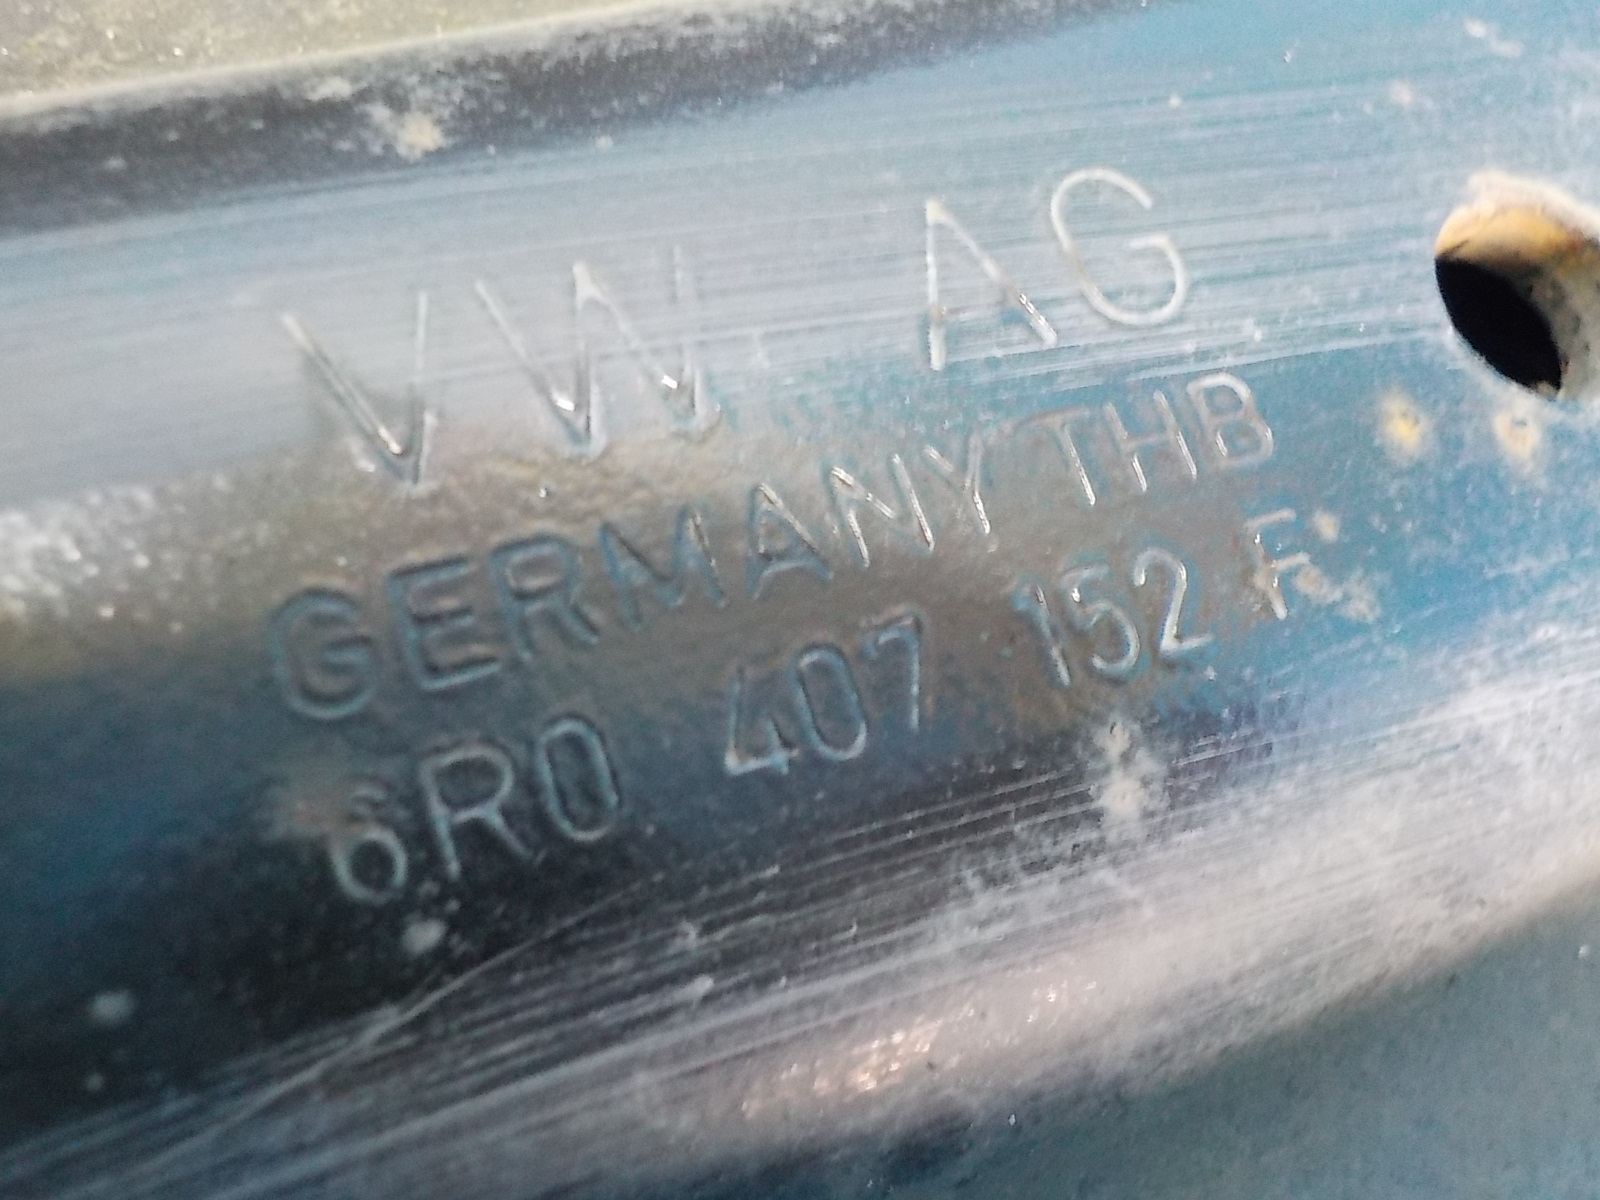 VW AG
GERMANY THB
6R0 407 152 F